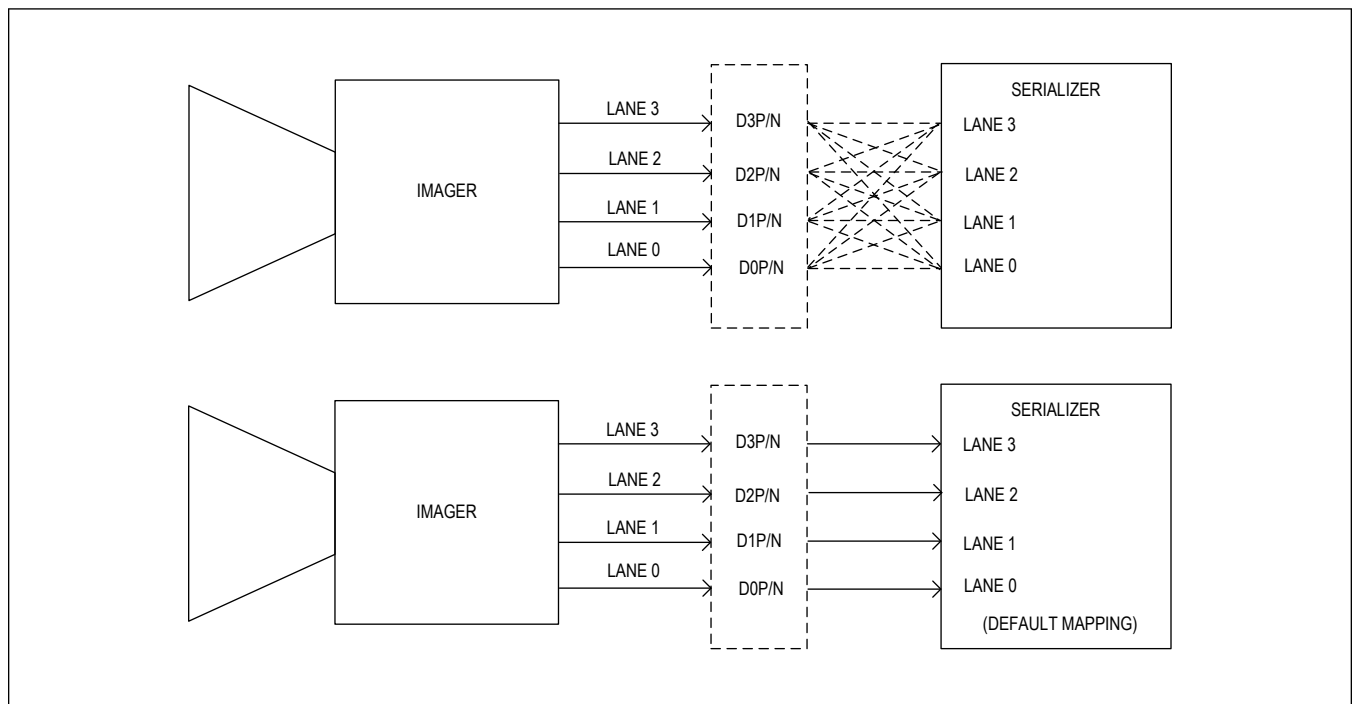 SERIALIZER
LANE 3
D3P/N
LANE 3
LANE 2
D2P/N
LANE 2
IMAGER
LANE 1
D1P/N
LANE 1
LANE 0
D0P/N
LANE 0
SERIALIZER
LANE 3
D3P/N
LANE 3
LANE 2
D2P/N
LANE 2
IMAGER
LANE 1
D1P/N
LANE 1
LANE 0
D0P/N
LANE 0
(DEFAULT MAPPING)